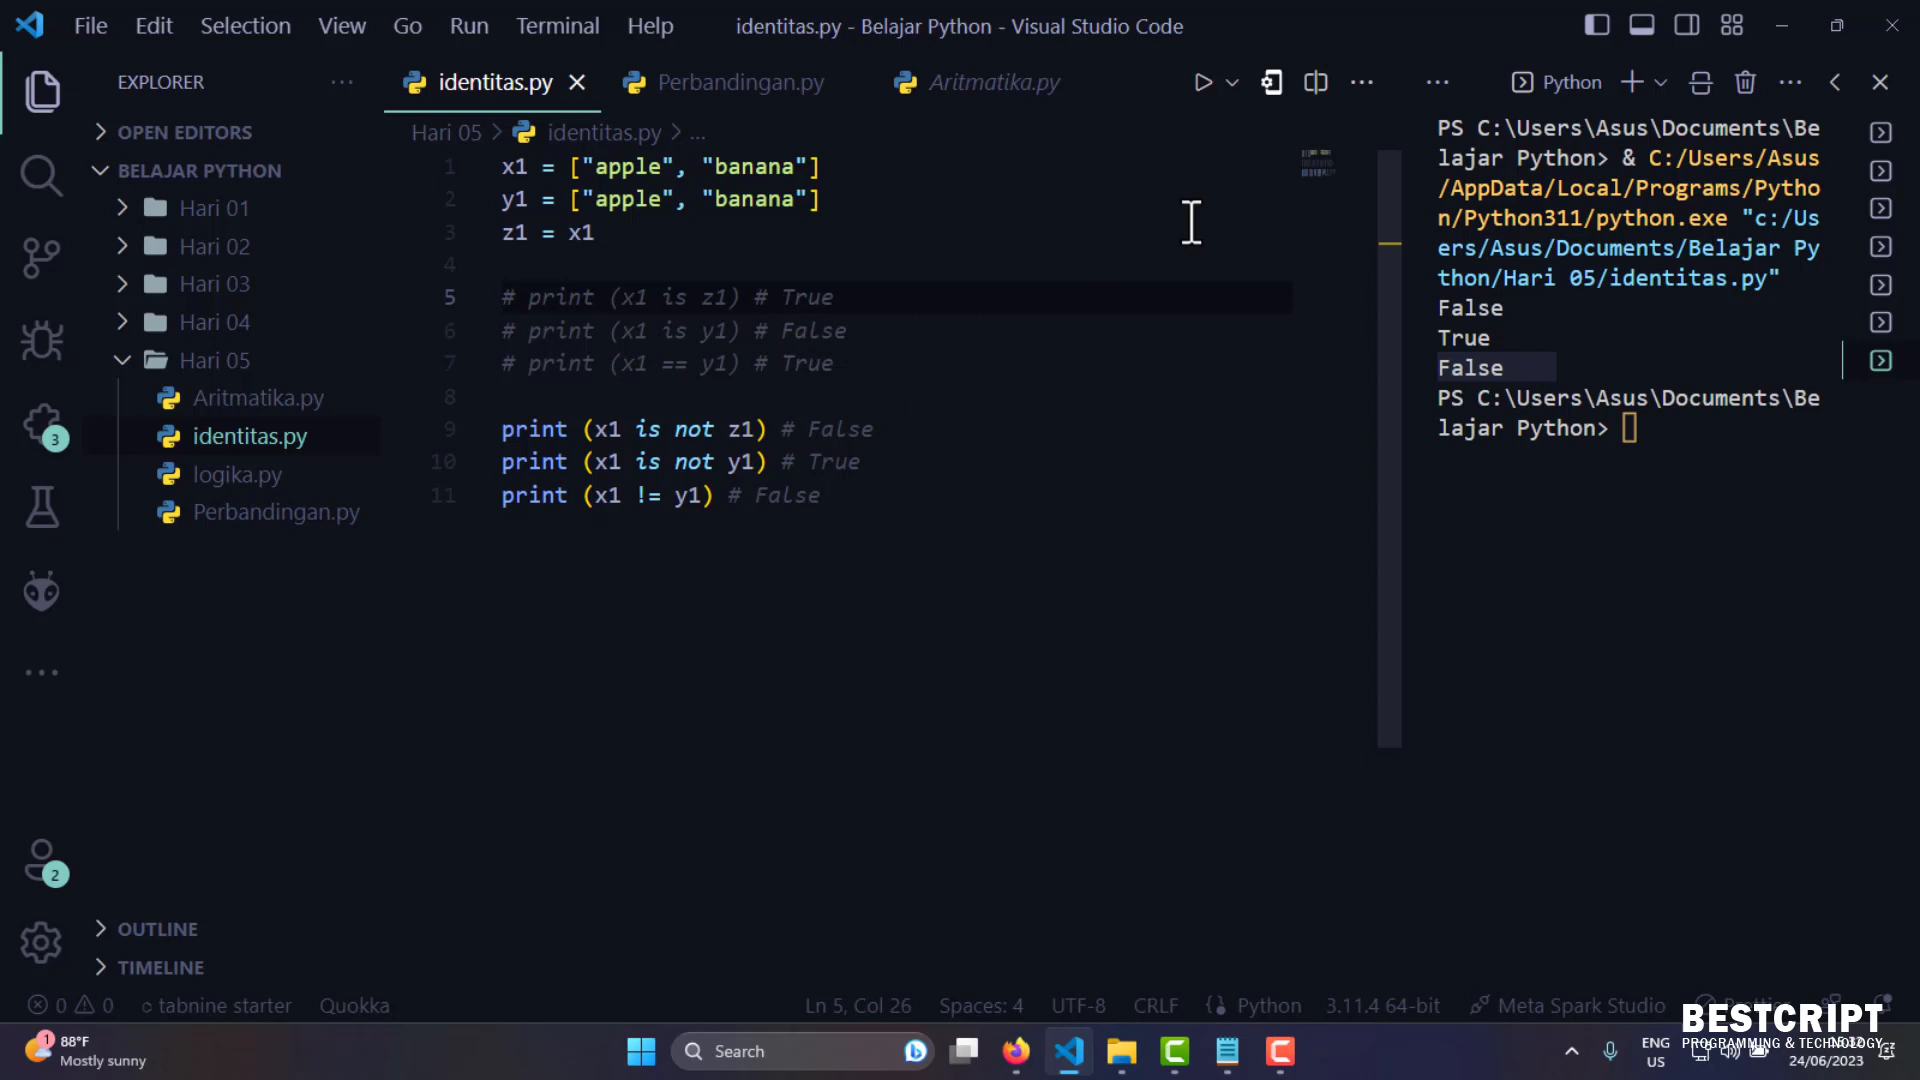 File Edit Selection View Go Run Terminal Help
identitas.py - Belajar Python - Visual Studio Code
EXPLORER
OPEN EDITORS
BELAJAR PYTHON
Hari 01
Hari 02
Hari 03
Hari 04
Hari 05
Aritmatika.py
identitas.py
logika.py
Perbandingan.py
OUTLINE
TIMELINE
3
2
identitas.py Perbandingan.py Aritmatika.py
Hari 05 > identitas.py > ...
1 x1 = ["apple", "banana"]
2 y1 = ["apple", "banana"]
3 z1 = x1
4
5 # print (x1 is z1) # True
6 # print (x1 is y1) # False
7 # print (x1 == y1) # True
8
9 print (x1 is not z1) # False
10 print (x1 is not y1) # True
11 print (x1 != y1) # False
Python
PS C:\Users\Asus\Documents\Be
lajar Python> & C:/Users/Asus
/AppData/Local/Programs/Pytho
n/Python311/python.exe "c:/Us
ers/Asus/Documents/Belajar Py
thon/Hari 05/identitas.py"
False
True
False
PS C:\Users\Asus\Documents\Be
lajar Python>
0 0 tabnine starter Quokka Ln 5, Col 26 Spaces: 4 UTF-8 CRLF Python 3.11.4 64-bit Meta Spark Studio
BESTCRIPT
PROGRAMMING & TECHNOLOGY
1
88°F
Mostly sunny
Search
ENG
US
24/06/2023